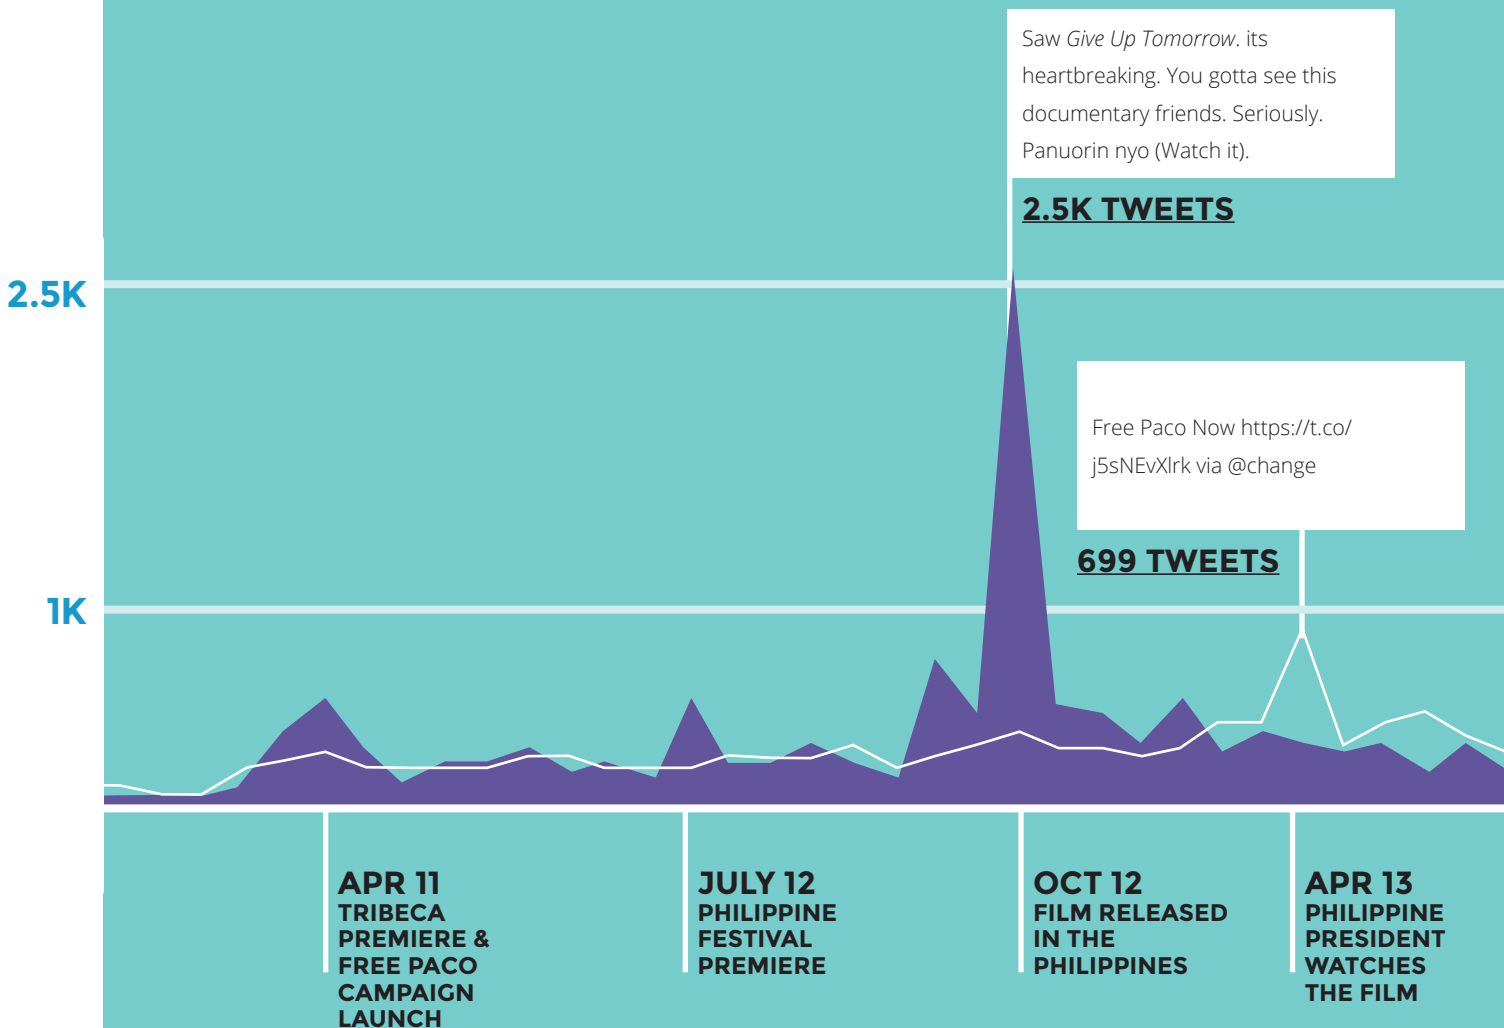 Saw Give Up Tomorrow. its
heartbreaking. You gotta see this
documentary friends. Seriously.
Panuorin nyo (Watch it).
2.5K TWEETS
2.5K
Free Paco Now https://t.co/
j5sNEvXlrk via @change
699 TWEETS
1K
APR 11
TRIBECA
PREMIERE &
FREE PACO
CAMPAIGN
LAUNCH
JULY 12
PHILIPPINE
FESTIVAL
PREMIERE
OCT 12
FILM RELEASED
IN THE
PHILIPPINES
APR 13
PHILIPPINE
PRESIDENT
WATCHES
THE FILM